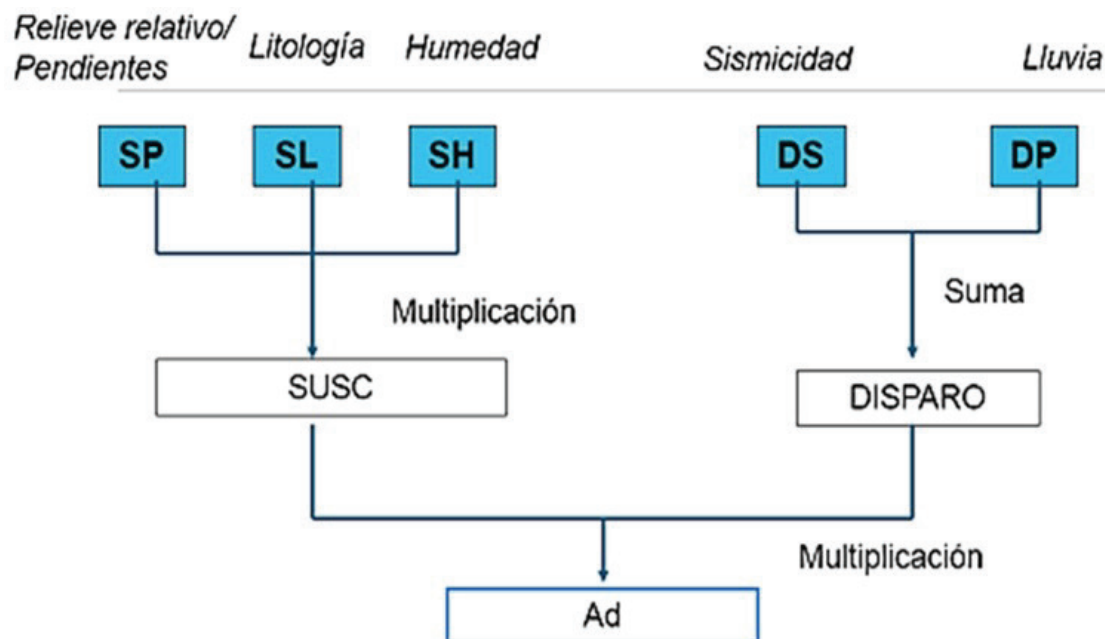 Relieve relativo/
Pendientes
Litología
Humedad
Sismicidad
Lluvia
SP
SL
SH
DS
DP
Multiplicación
Suma
SUSC
DISPARO
Multiplicación
Ad